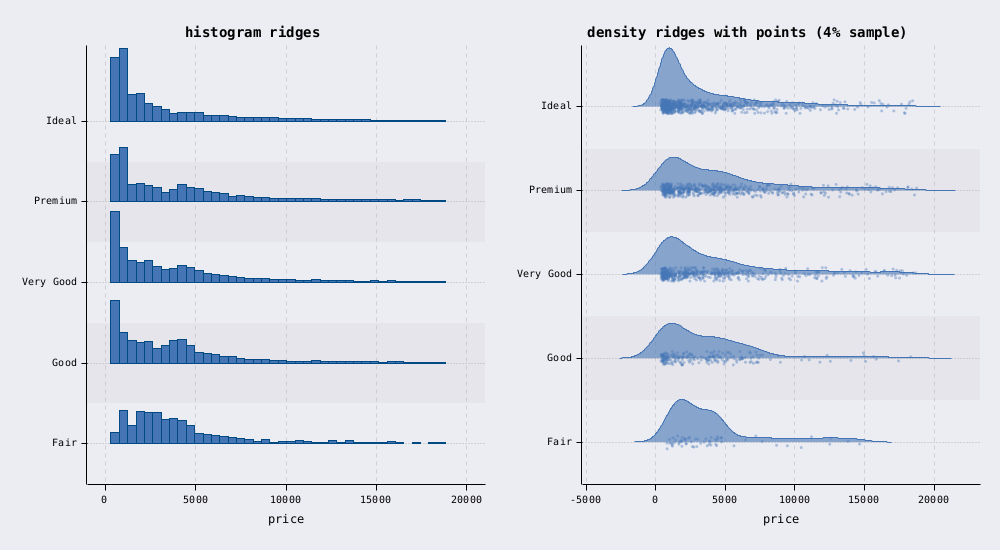 histogram ridges
Ideal
Premium
Very Good
Good
Fair
0 5000 10000 15000 20000
price
density ridges with points (4% sample)
Ideal
Premium
Very Good
Good
Fair
-5000 0 5000 10000 15000 20000
price